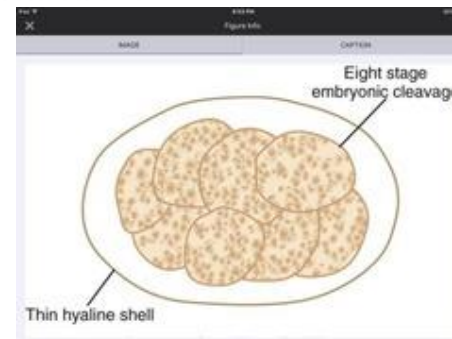 Figure Info
IMAGE
CAPTION
Eight stage
embryonic cleavag
Thin hyaline shell